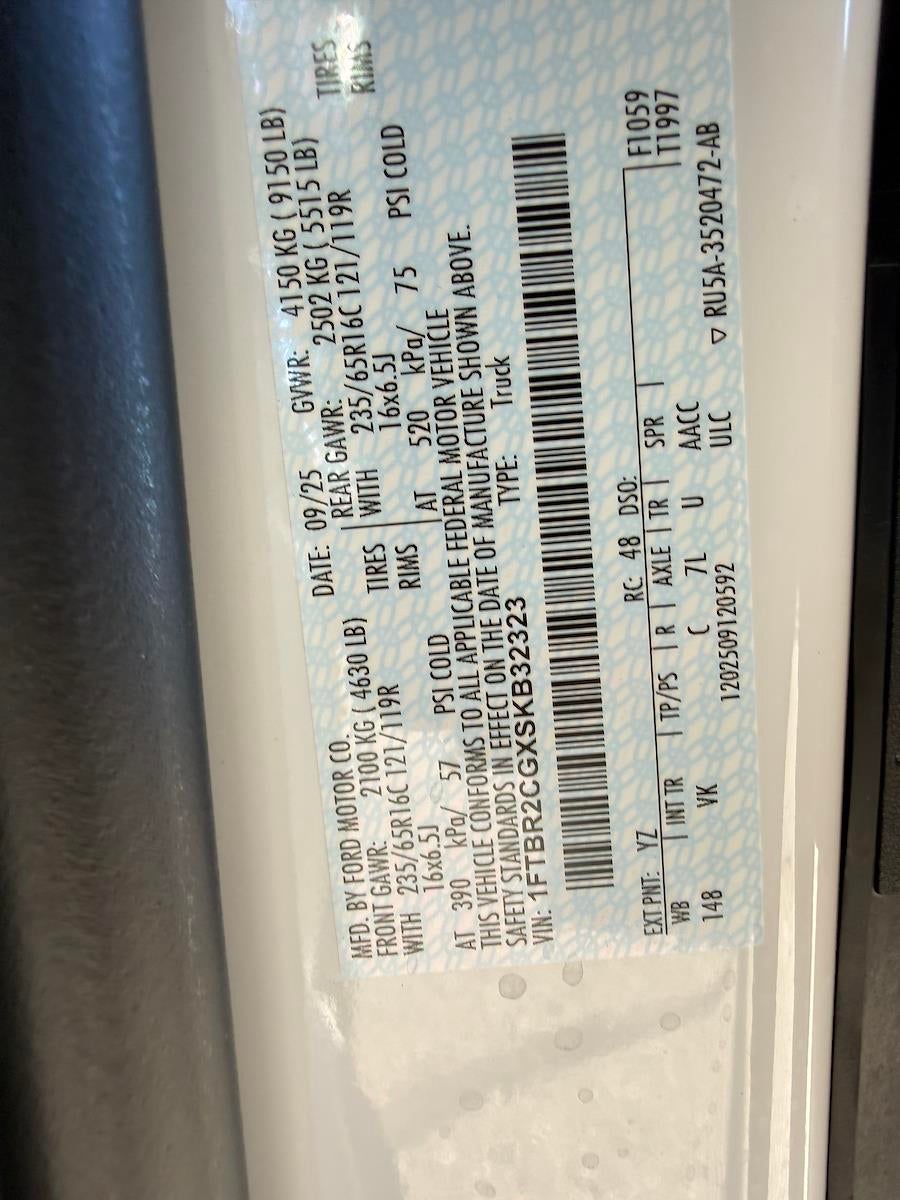 MFD. BY FORD MOTOR CO. DATE: 09/25 GVWR: 4150 KG ( 9150 LB)
FRONT GAWR: 2100 KG ( 4630 LB) REAR GAWR: 2502 KG ( 5515 LB)
WITH 235/65R16C 121/119R TIRES WITH 235/65R16C 121/119R TIRES
16x6.5J RIMS 16x6.5J RIMS
AT 390 kPa/ 57 PSI COLD AT 520 kPa/ 75 PSI COLD
THIS VEHICLE CONFORMS TO ALL APPLICABLE FEDERAL MOTOR VEHICLE
SAFETY STANDARDS IN EFFECT ON THE DATE OF MANUFACTURE SHOWN ABOVE.
VIN: 1FTBR2CGXSKB32323 TYPE: Truck
EXT PNT: YZ RC: 48 DSO: F1059
WB INT TR TP/PS R AXLE TR SPR T1997
148 VK C 7L U AACC
1202509120592 ULC ▽ RU5A-3520472-AB